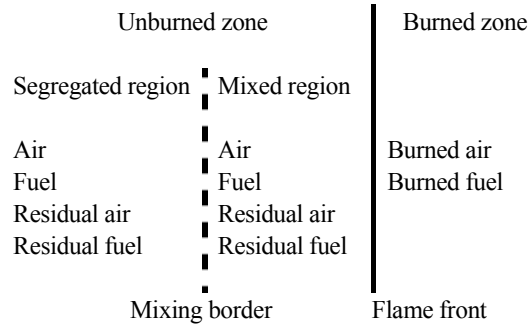 Unburned zone Burned zone
Segregated region Mixed region
Air Air Burned air
Fuel Fuel Burned fuel
Residual air Residual air
Residual fuel Residual fuel
Mixing border Flame front